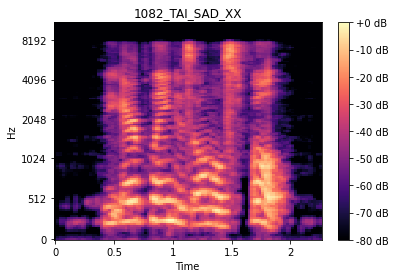 1082_TAI_SAD_XX
+0 dB
8192
-10 dB
4096
-20 dB
-30 dB
2048
Hz
-40 dB
1024
-50 dB
512
-60 dB
-70 dB
0
-80 dB
0 0.5 1 1.5 2
Time